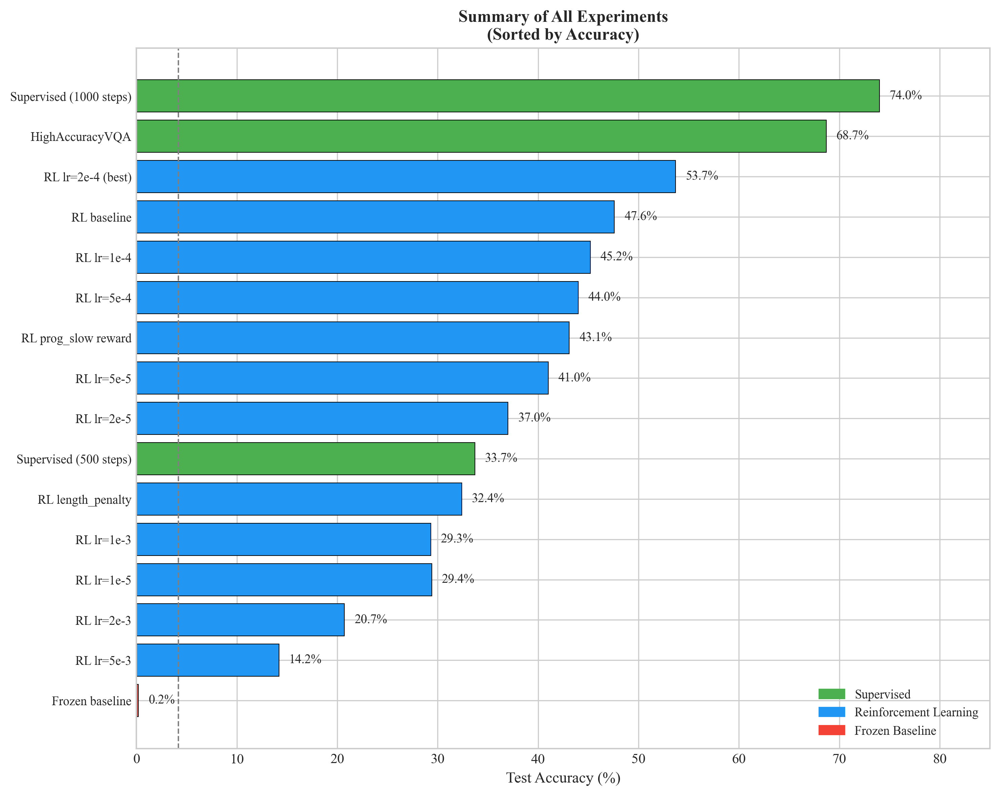 Summary of All Experiments
(Sorted by Accuracy)
Supervised (1000 steps) 74.0%
HighAccuracyVQA 68.7%
RL lr=2e-4 (best) 53.7%
RL baseline 47.6%
RL lr=1e-4 45.2%
RL lr=5e-4 44.0%
RL prog_slow reward 43.1%
RL lr=5e-5 41.0%
RL lr=2e-5 37.0%
Supervised (500 steps) 33.7%
RL length_penalty 32.4%
RL lr=1e-3 29.3%
RL lr=1e-5 29.4%
RL lr=2e-3 20.7%
RL lr=5e-3 14.2%
Frozen baseline 0.2%
Supervised
Reinforcement Learning
Frozen Baseline
0 10 20 30 40 50 60 70 80
Test Accuracy (%)